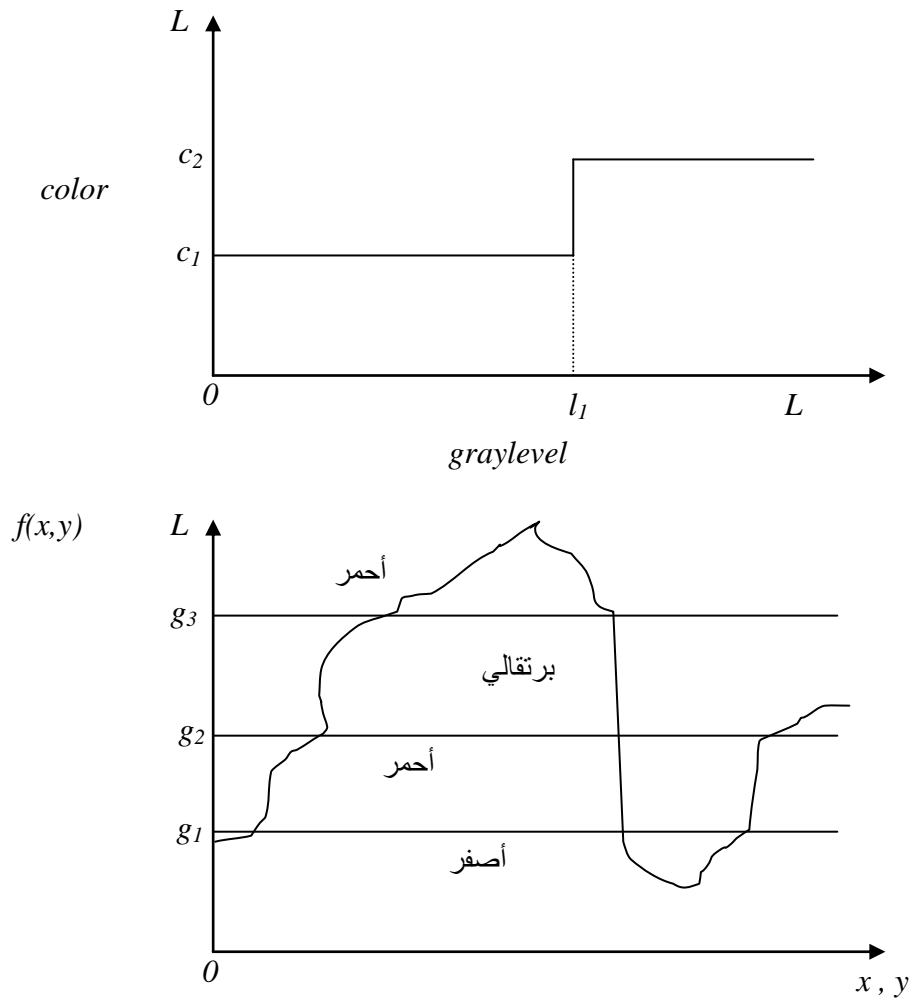 L
c₂
color
c₁
0
l₁ L
graylevel
f(x,y) L
أحمر
g₃
برتقالي
g₂
أحمر
g₁
أصفر
0
x , y